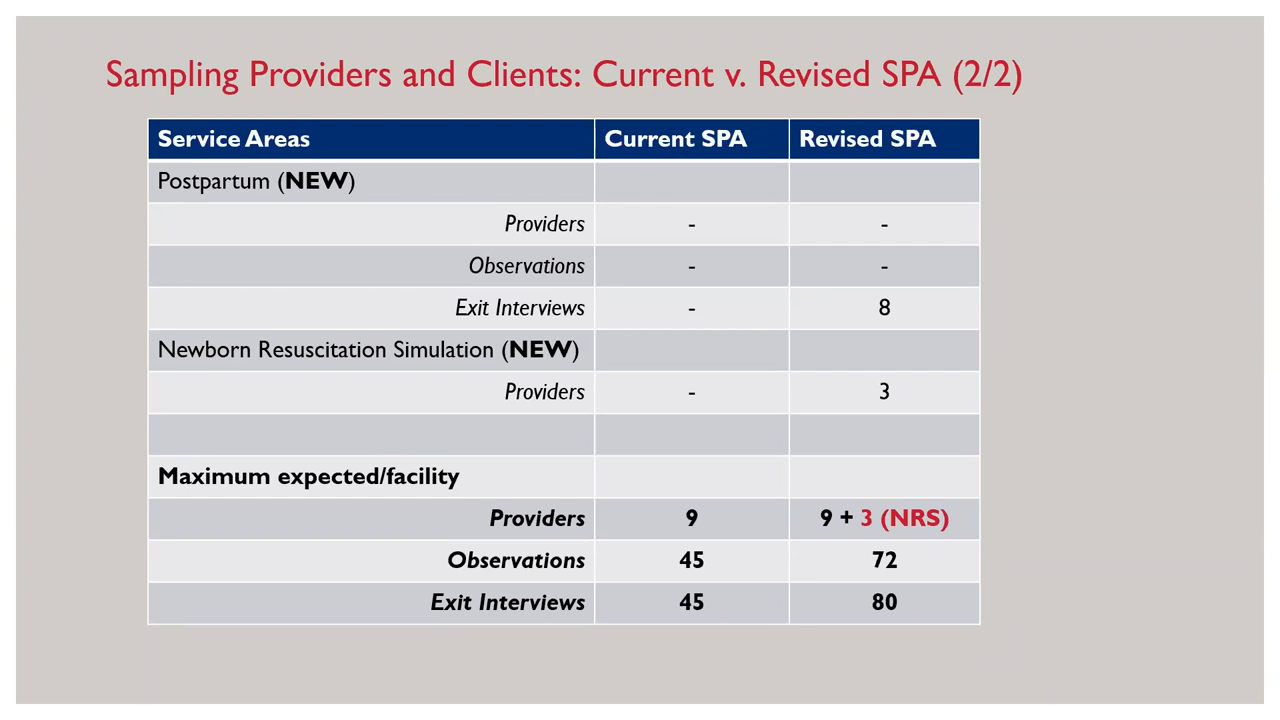 Sampling Providers and Clients: Current v. Revised SPA (2/2)
Service Areas Current SPA Revised SPA
Postpartum (NEW)
Providers - -
Observations - -
Exit Interviews - 8
Newborn Resuscitation Simulation (NEW)
Providers - 3
Maximum expected/facility
Providers 9 9 + 3 (NRS)
Observations 45 72
Exit Interviews 45 80